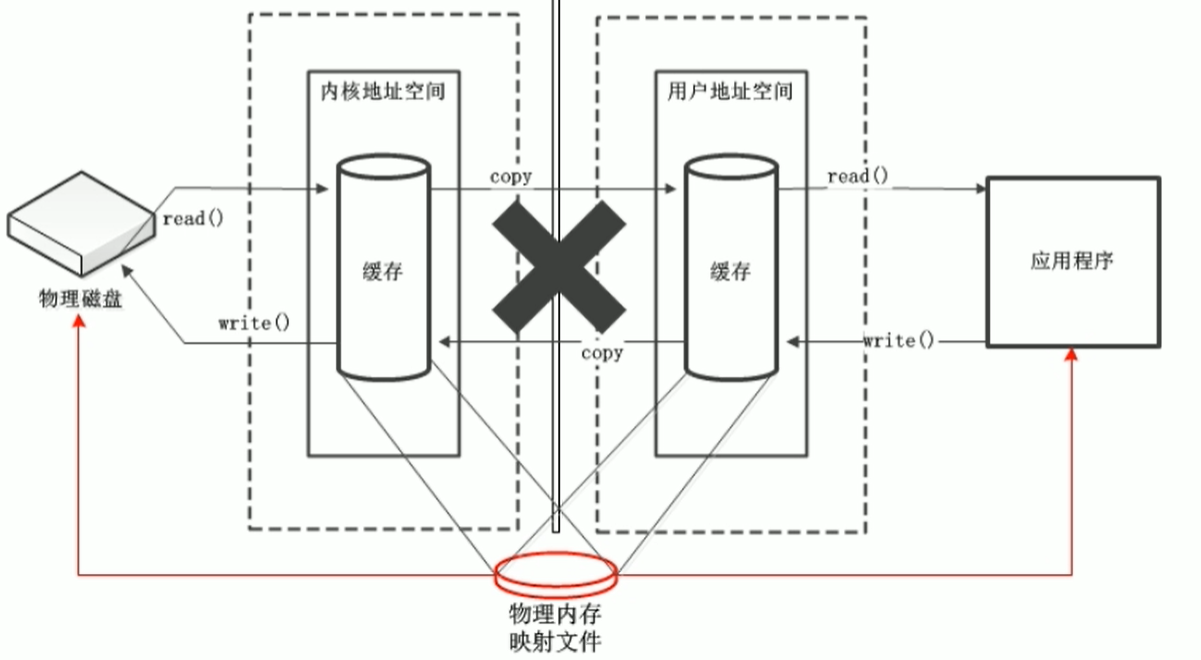 内核地址空间
用户地址空间
copy
read()
read()
缓存
缓存
应用程序
物理磁盘
write()
copy
write()
物理内存
映射文件